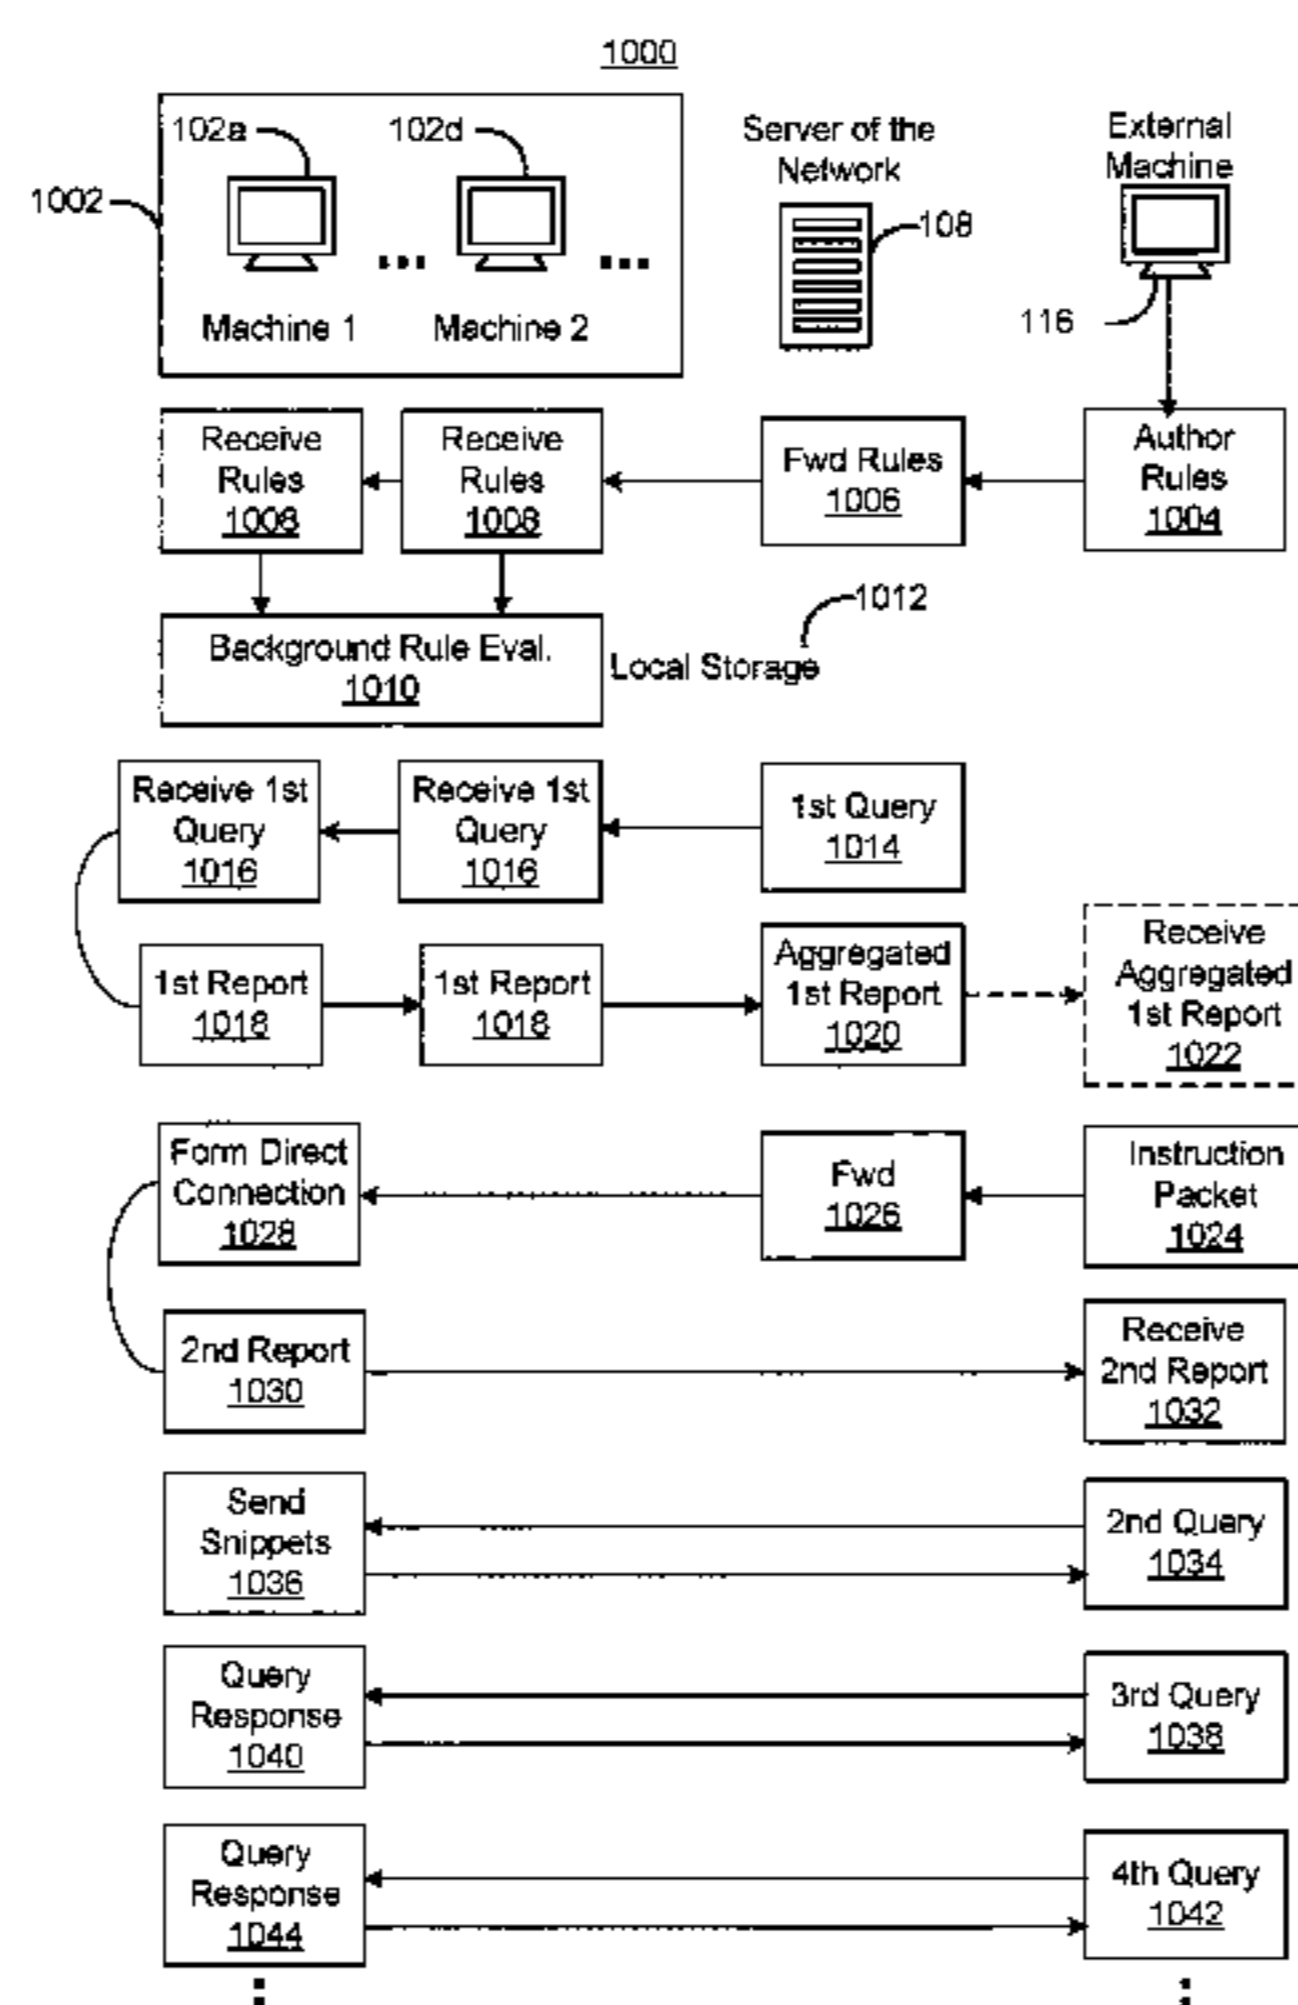 1000
102a
102d
1002
Machine 1
Machine 2
Server of the
Network
108
External
Machine
116
Receive
Rules
1008
Receive
Rules
1008
Fwd Rules
1006
Author
Rules
1004
Background Rule Eval.
1010
Local Storage
1012
Receive 1st
Query
1016
Receive 1st
Query
1016
1st Query
1014
1st Report
1018
1st Report
1018
Aggregated
1st Report
1020
Receive
Aggregated
1st Report
1022
Form Direct
Connection
1028
Fwd
1026
Instruction
Packet
1024
2nd Report
1030
Receive
2nd Report
1032
Send
Snippets
1036
2nd Query
1034
Query
Response
1040
3rd Query
1038
Query
Response
1044
4th Query
1042